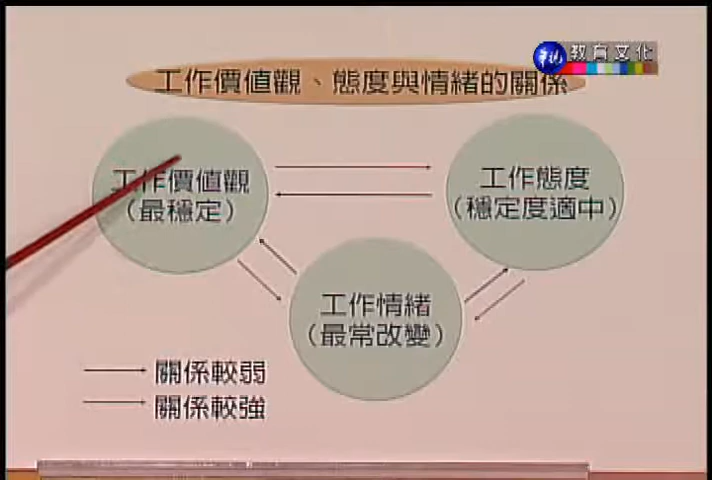 華視
教育文化
工作價值觀、態度與情緒的關係
工作價值觀
(最穩定)
工作態度
(穩定度適中)
工作情緒
(最常改變)
關係較弱
關係較強